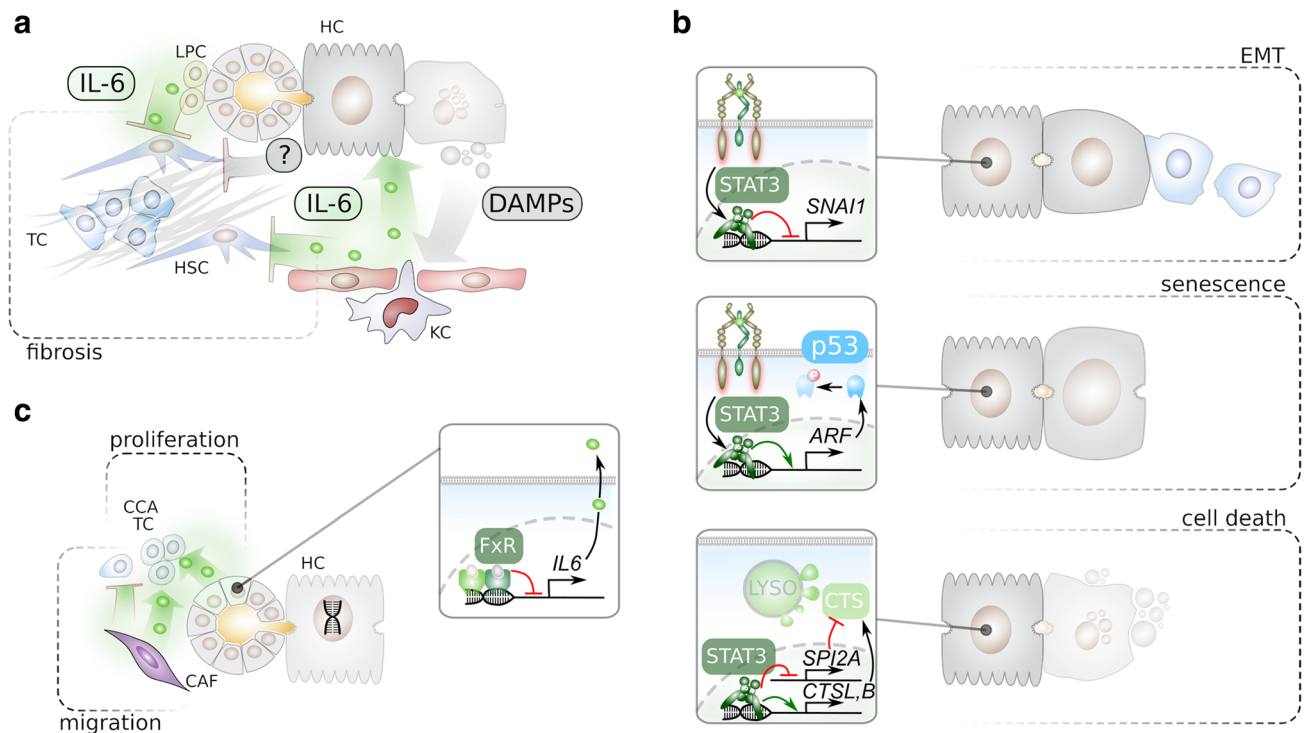 a
HC
LPC
IL-6
?
IL-6
DAMPs
TC
HSC
KC
fibrosis
b
EMT
STAT3
SNAI1
senescence
p53
P
STAT3
ARF
cell death
LYSO
CTS
STAT3
SPI2A
CTSL,B
c
proliferation
CCA
TC
HC
FxR
IL6
CAF
migration